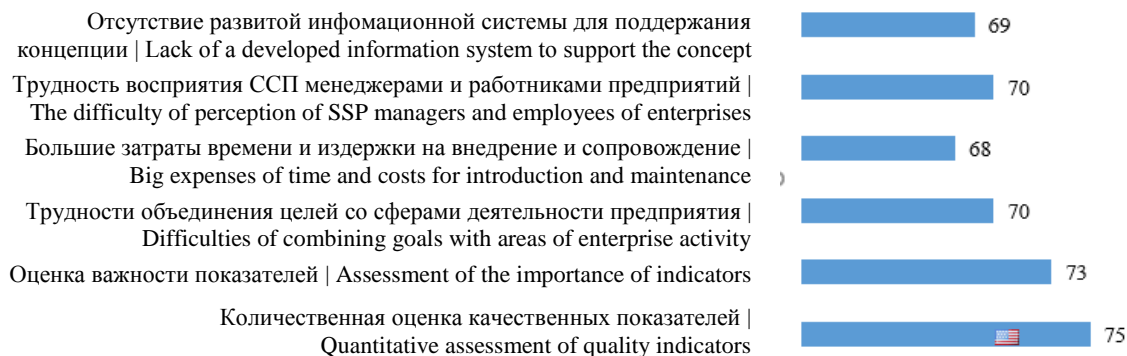 Отсутствие развитой инфомационной системы для поддержания
концепции | Lack of a developed information system to support the concept
69
Трудность восприятия ССП менеджерами и работниками предприятий |
The difficulty of perception of SSP managers and employees of enterprises
70
Большие затраты времени и издержки на внедрение и сопровождение |
Big expenses of time and costs for introduction and maintenance
68
Трудности объединения целей со сферами деятельности предприятия |
Difficulties of combining goals with areas of enterprise activity
70
Оценка важности показателей | Assessment of the importance of indicators
73
Количественная оценка качественных показателей |
Quantitative assessment of quality indicators
75